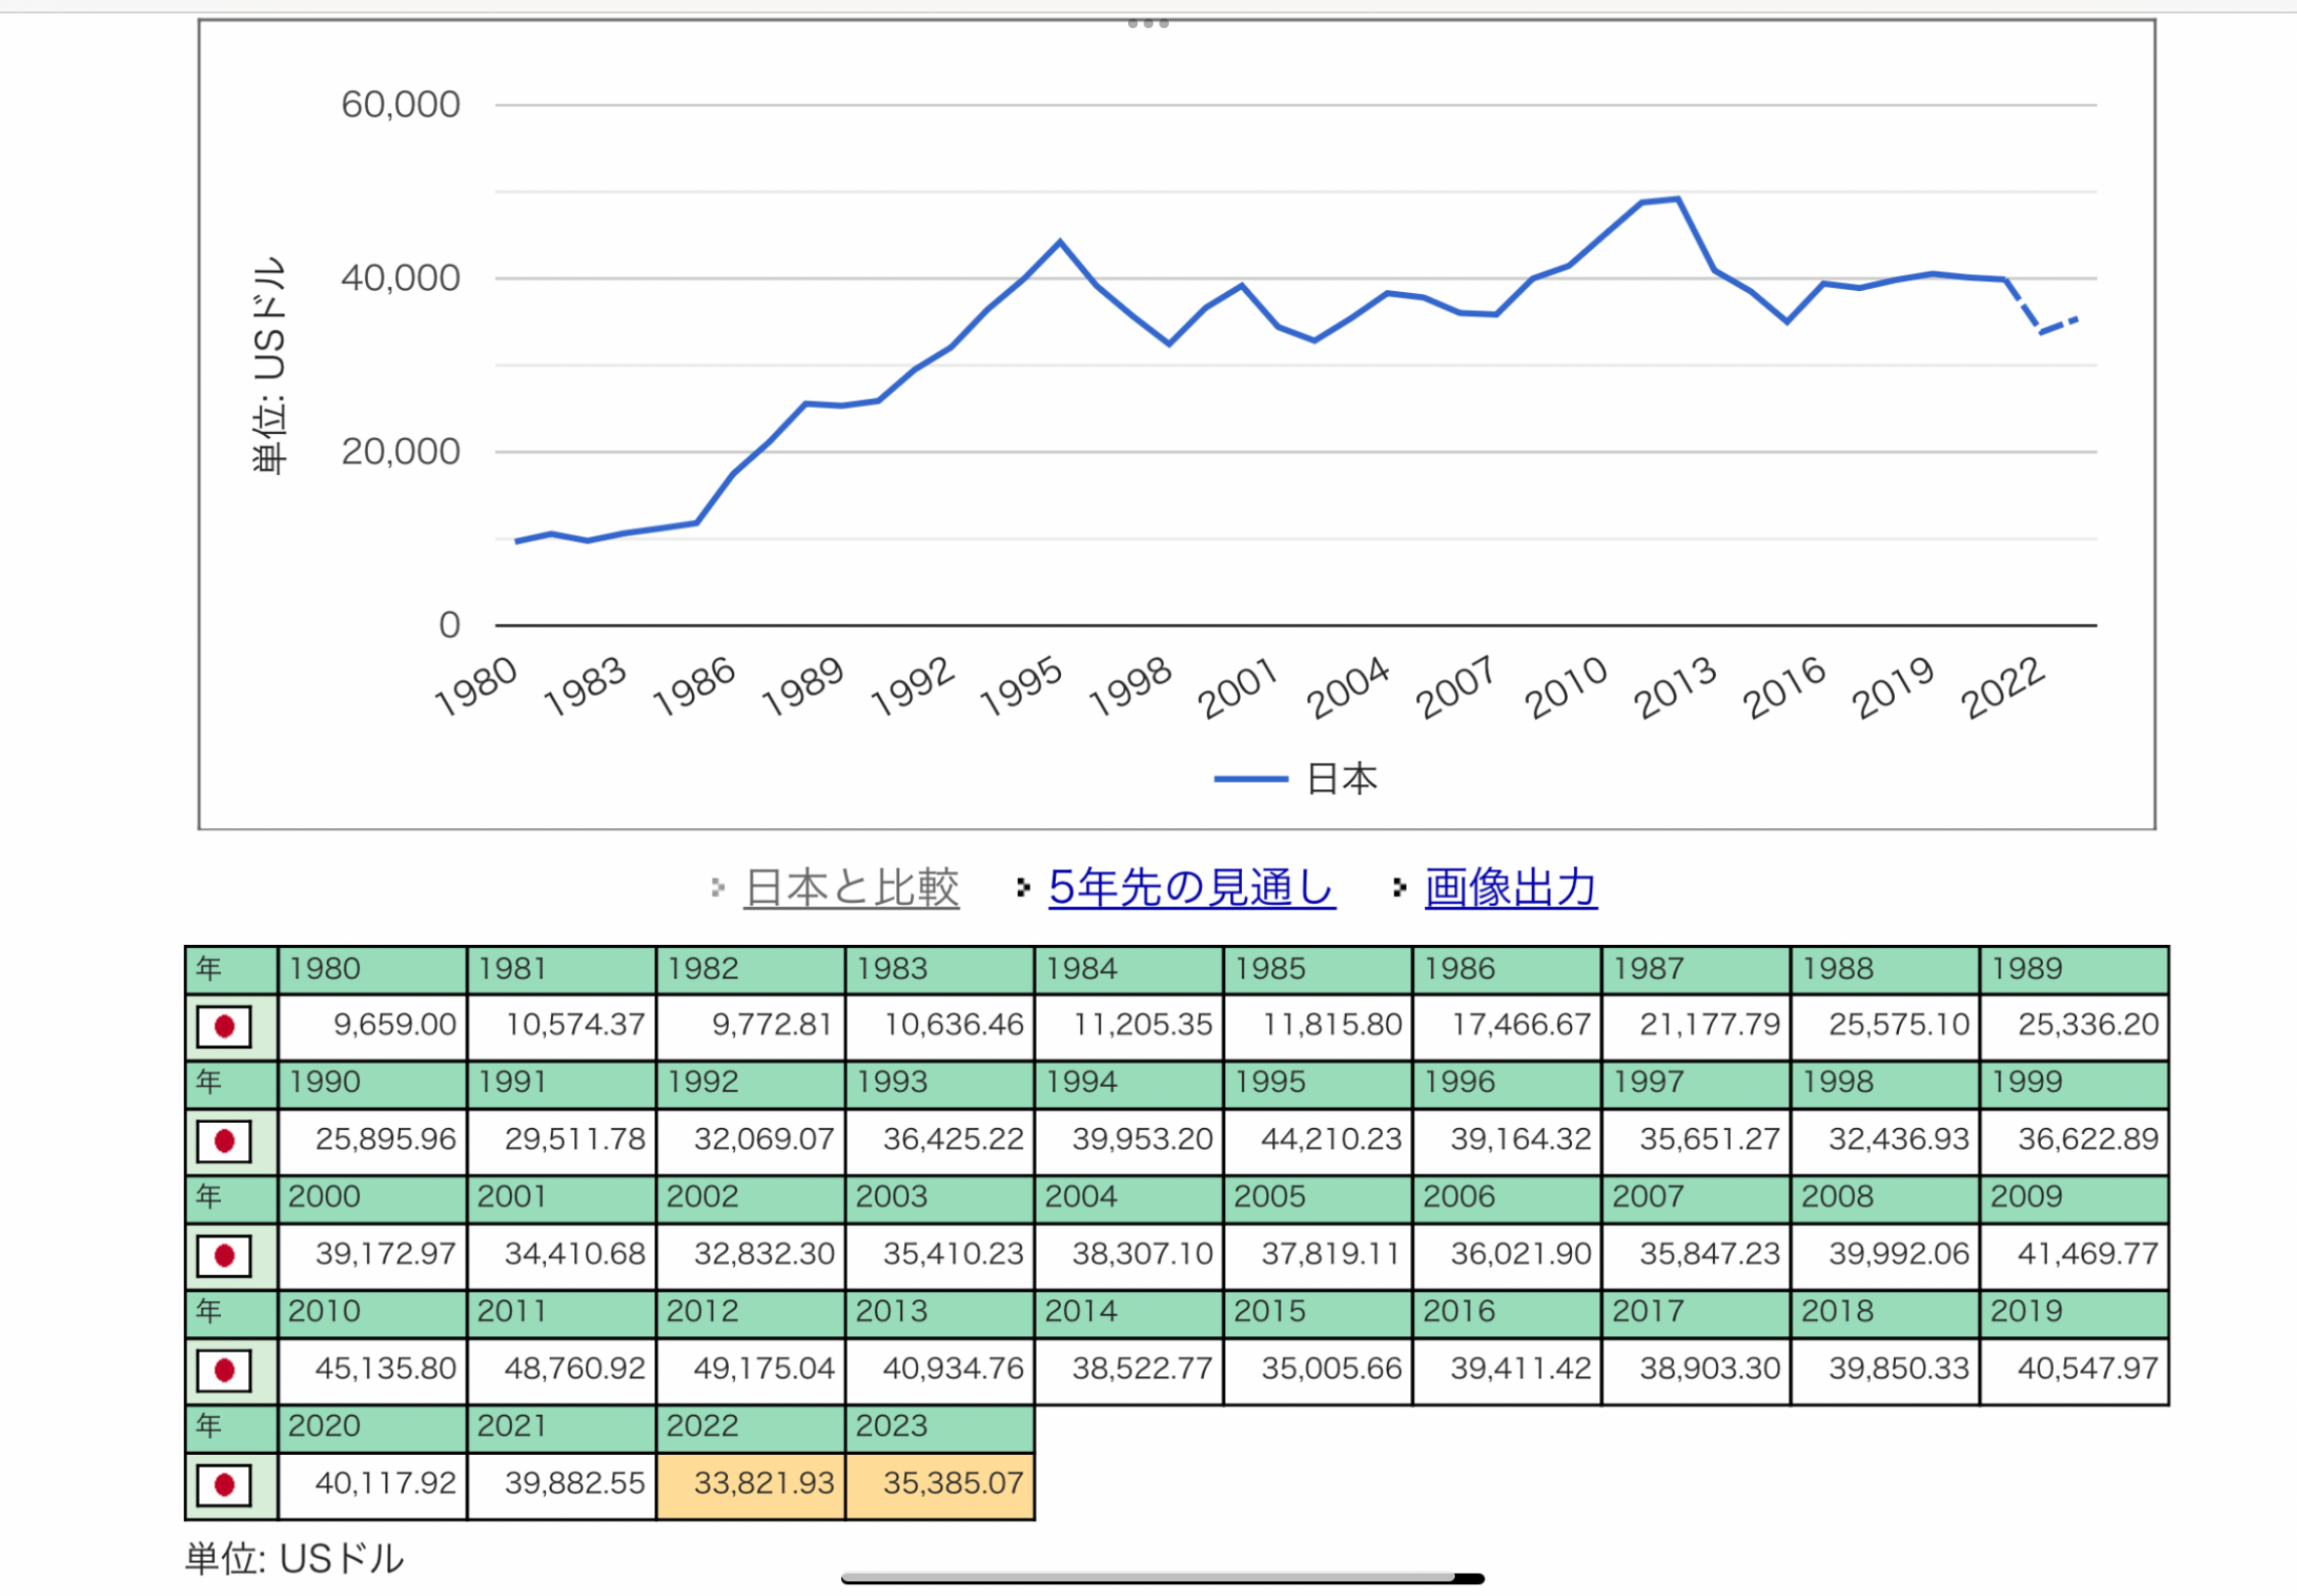 60,000
40,000
20,000
0
単位: USドル
1980 1983 1986 1989 1992 1995 1998 2001 2004 2007 2010 2013 2016 2019 2022
日本
日本と比較 5年先の見通し 画像出力
年 1980 1981 1982 1983 1984 1985 1986 1987 1988 1989
9,659.00 10,574.37 9,772.81 10,636.46 11,205.35 11,815.80 17,466.67 21,177.79 25,575.10 25,336.20
年 1990 1991 1992 1993 1994 1995 1996 1997 1998 1999
25,895.96 29,511.78 32,069.07 36,425.22 39,953.20 44,210.23 39,164.32 35,651.27 32,436.93 36,622.89
年 2000 2001 2002 2003 2004 2005 2006 2007 2008 2009
39,172.97 34,410.68 32,832.30 35,410.23 38,307.10 37,819.11 36,021.90 35,847.23 39,992.06 41,469.77
年 2010 2011 2012 2013 2014 2015 2016 2017 2018 2019
45,135.80 48,760.92 49,175.04 40,934.76 38,522.77 35,005.66 39,411.42 38,903.30 39,850.33 40,547.97
年 2020 2021 2022 2023
40,117.92 39,882.55 33,821.93 35,385.07
単位: USドル